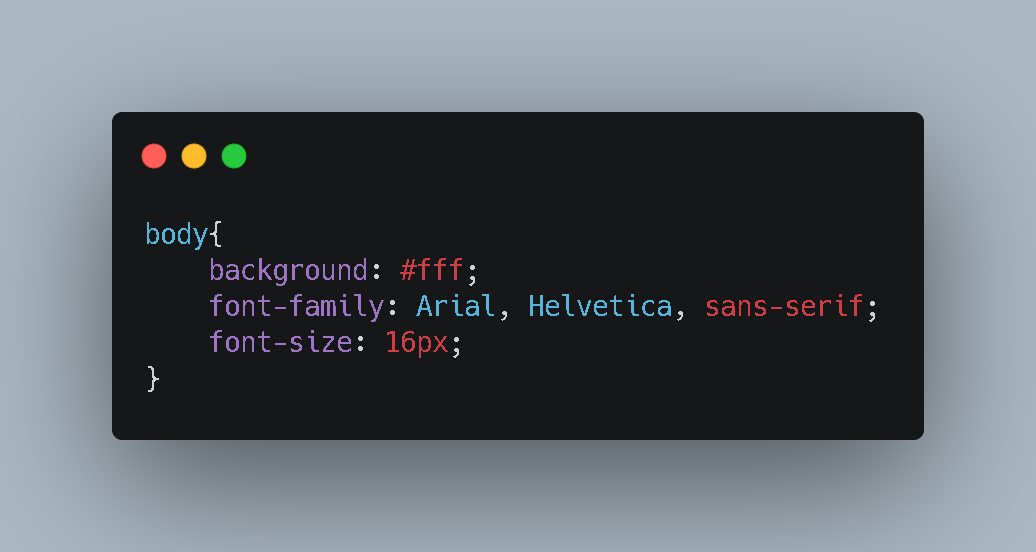 body{
    background: #fff;
    font-family: Arial, Helvetica, sans-serif;
    font-size: 16px;
}